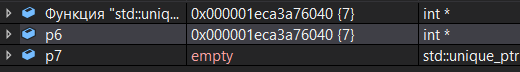 Функция "std::uniq... 0x000001eca3a76040 {7} int *
p6 0x000001eca3a76040 {7} int *
p7 empty std::unique_ptr